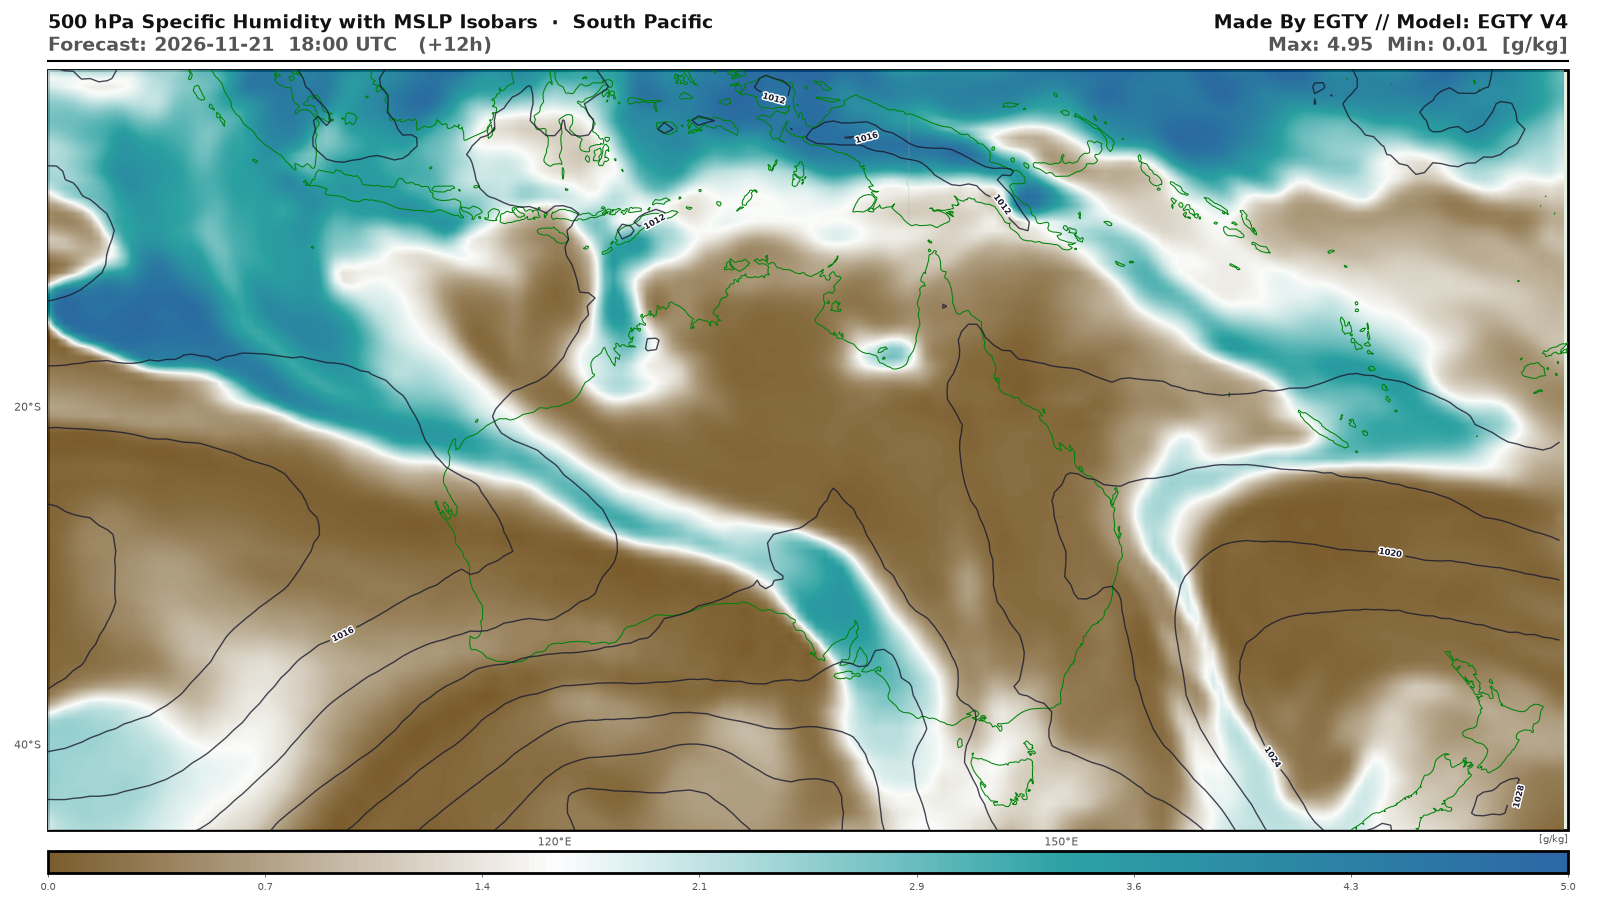 500 hPa Specific Humidity with MSLP Isobars · South Pacific
Made By EGTY // Model: EGTY V4
Forecast: 2026-11-21 18:00 UTC (+12h)
Max: 4.95 Min: 0.01 [g/kg]
1012
1016
1012
1012
20°S
1020
1016
40°S
1024
1028
120°E
150°E
[g/kg]
0.0 0.7 1.4 2.1 2.9 3.6 4.3 5.0